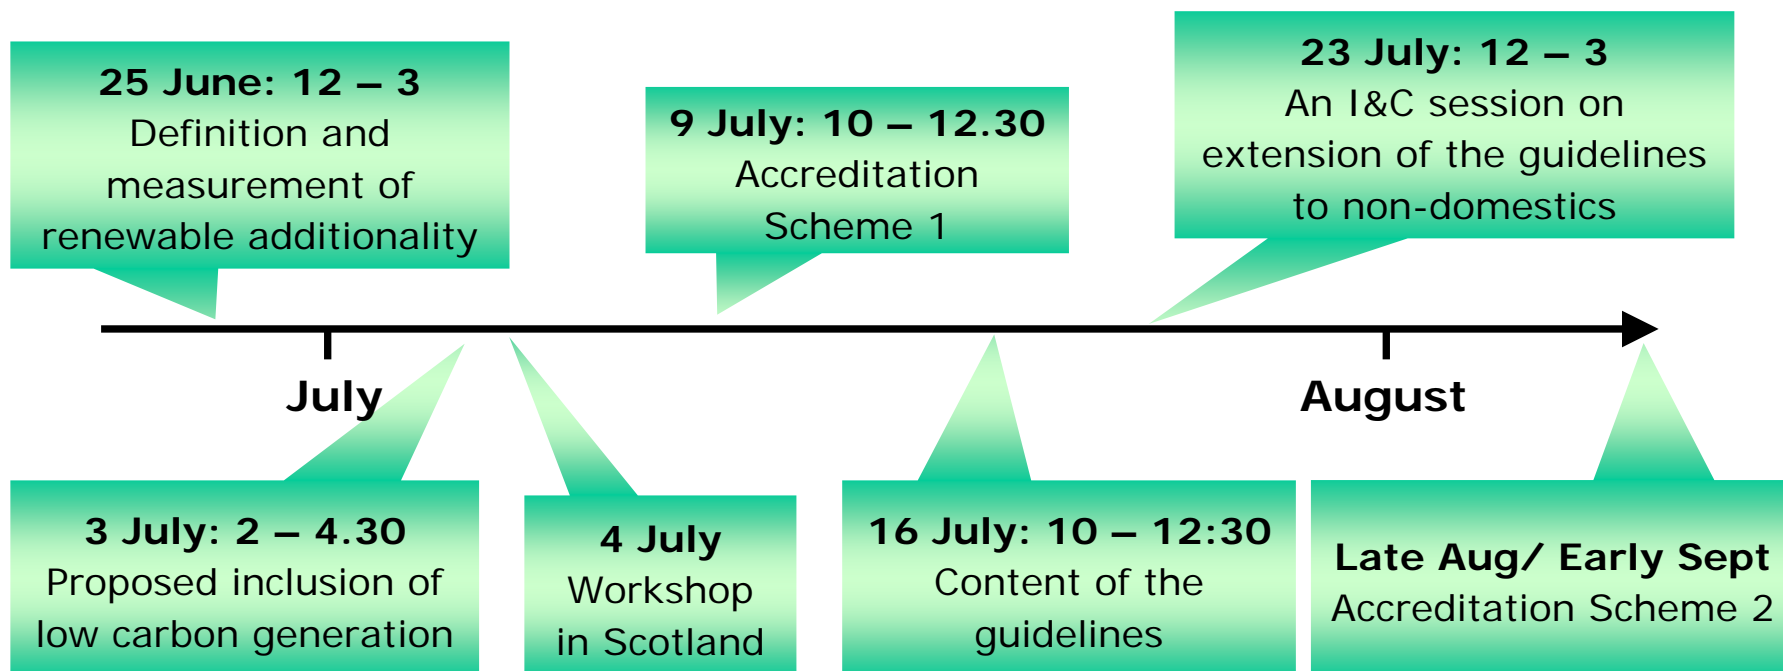 25 June: 12 – 3
Definition and
measurement of
renewable additionality
9 July: 10 – 12.30
Accreditation
Scheme 1
23 July: 12 – 3
An I&C session on
extension of the guidelines
to non-domestics
July
August
3 July: 2 – 4.30
Proposed inclusion of
low carbon generation
4 July
Workshop
in Scotland
16 July: 10 – 12:30
Content of the
guidelines
Late Aug/ Early Sept
Accreditation Scheme 2